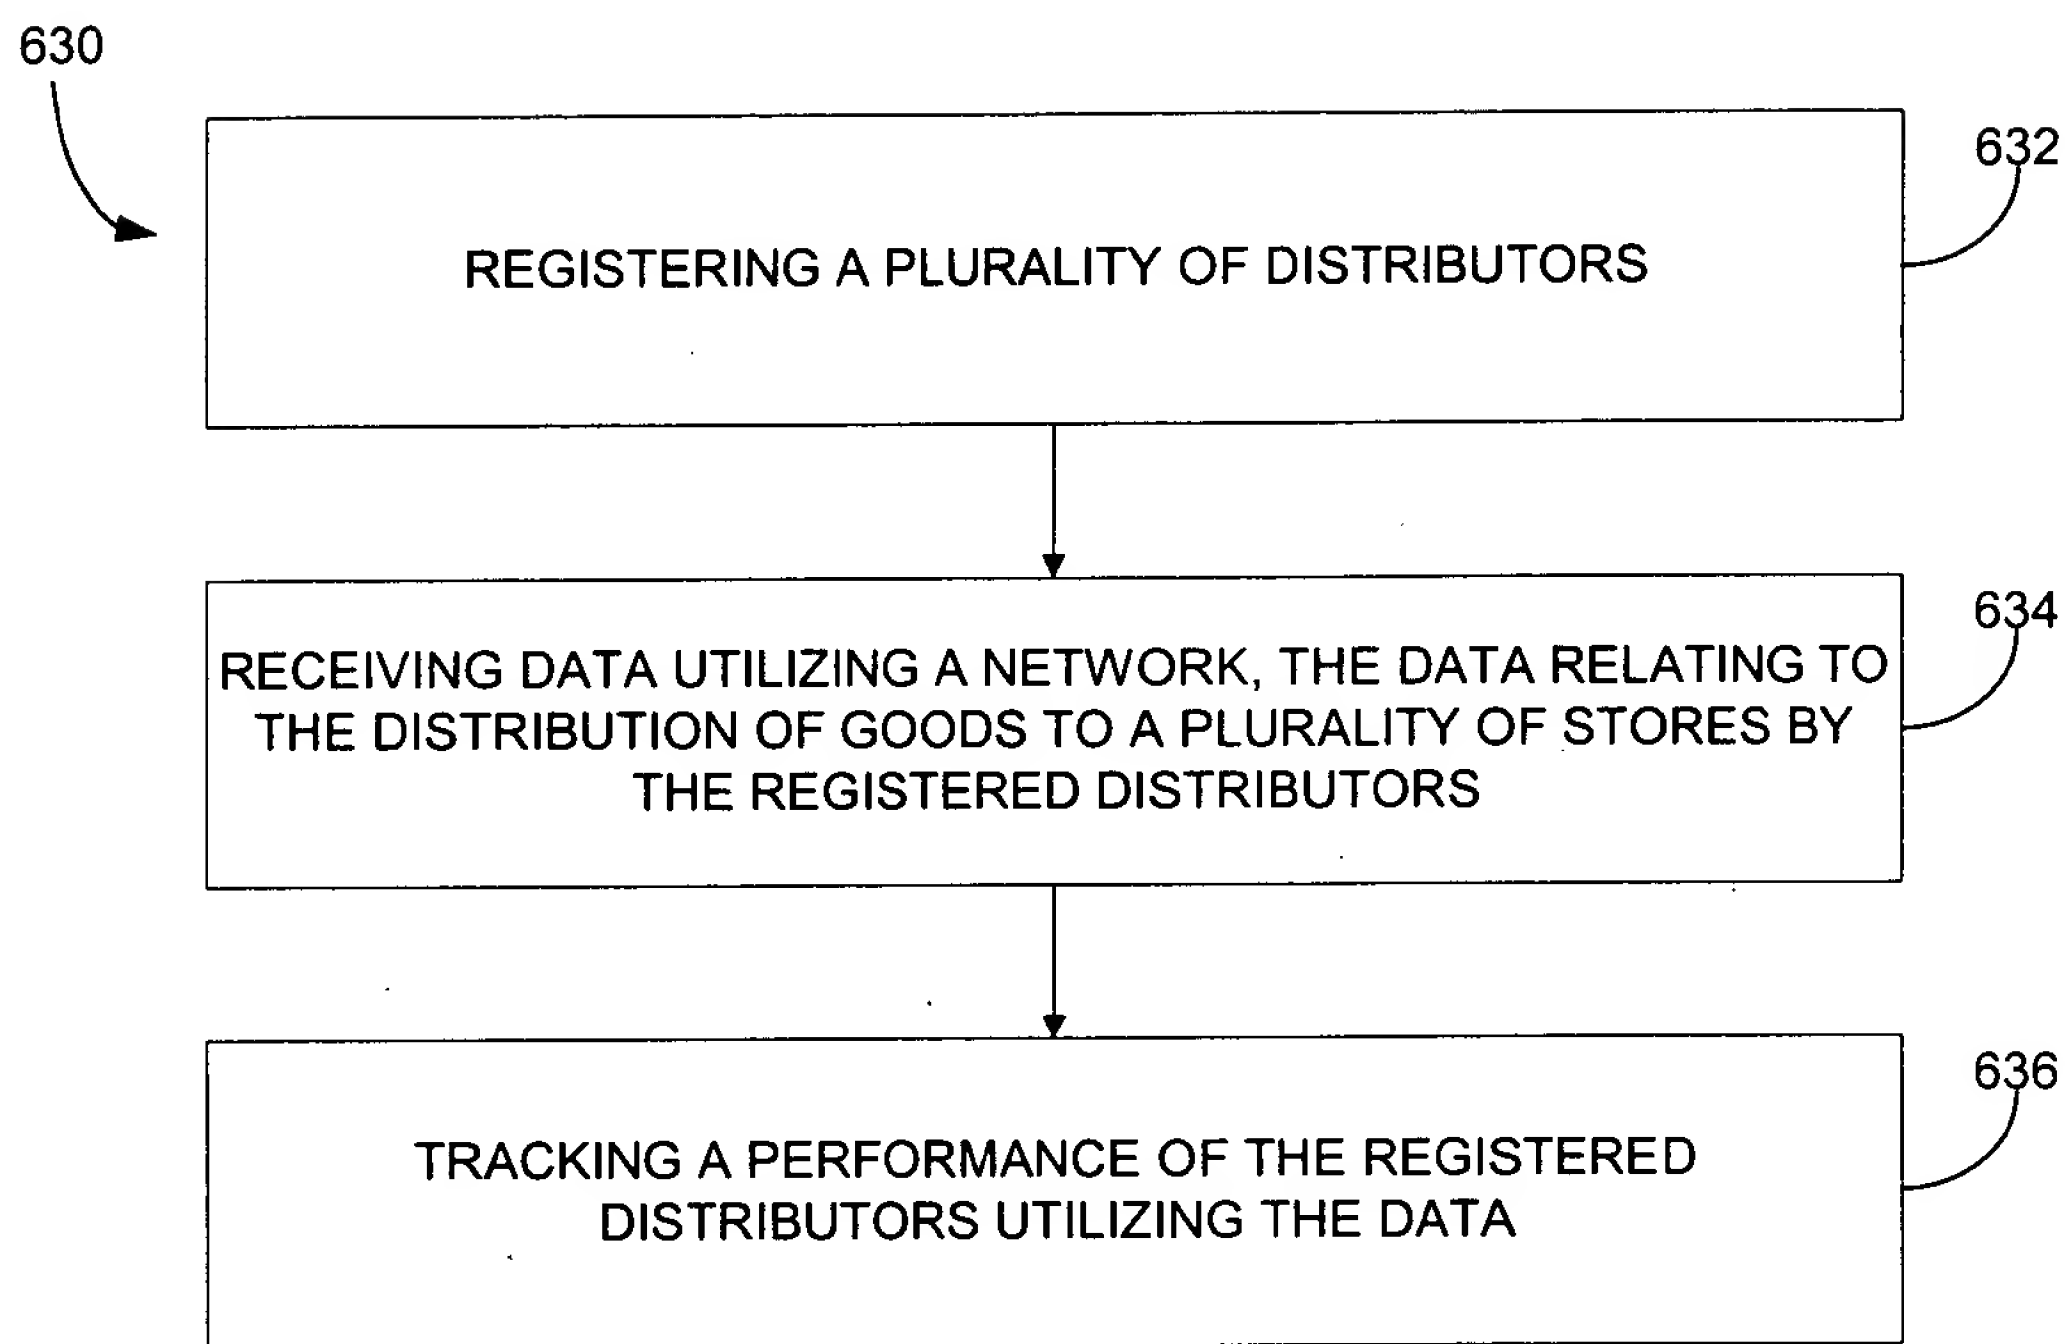 630
632
REGISTERING A PLURALITY OF DISTRIBUTORS
634
RECEIVING DATA UTILIZING A NETWORK, THE DATA RELATING TO
THE DISTRIBUTION OF GOODS TO A PLURALITY OF STORES BY
THE REGISTERED DISTRIBUTORS
636
TRACKING A PERFORMANCE OF THE REGISTERED
DISTRIBUTORS UTILIZING THE DATA